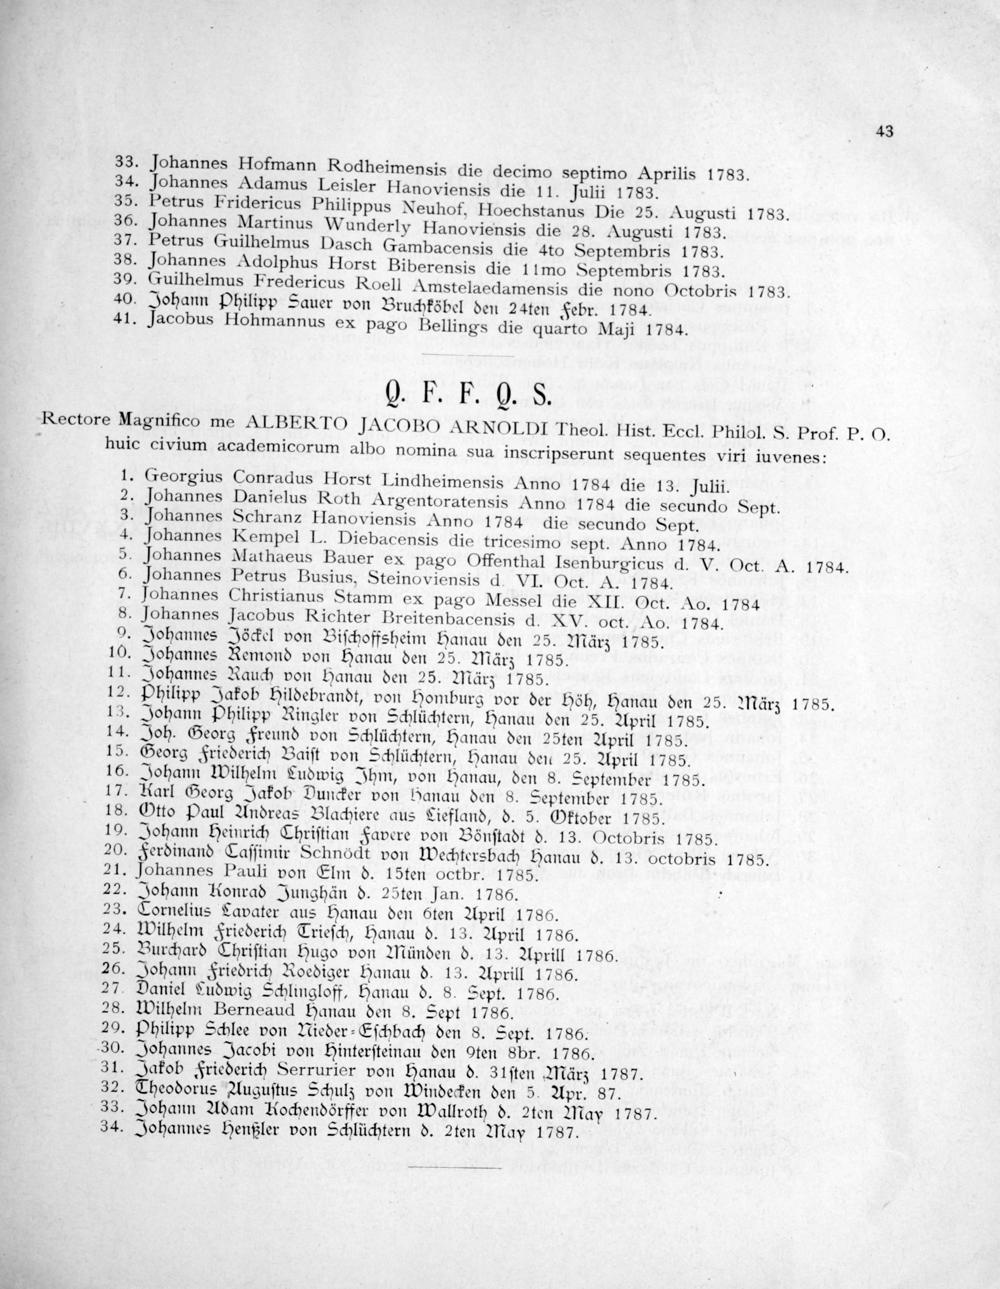 43
33. Johannes Hofmann Rodheimensis die decimo septimo Aprilis 1783.
34. Johannes Adamus Leisler Hanoviensis die 11. Julii 1783.
35. Petrus Fridericus Philippus Neuhof, Hoechstanus Die 25. Augusti 1783.
36. Johannes Martinus Wunderly Hanoviensis die 28. Augusti 1783.
37. Petrus Guilhelmus Dasch Gambacensis die 4to Septembris 1783.
38. Johannes Adolphus Horst Biberensis die 11mo Septembris 1783.
39. Guilhelmus Fredericus Roell Amstelaedamensis die nono Octobris 1783.
40. Johann Philipp Sauer von Bruchköbel den 24ten Febr. 1784.
41. Jacobus Hohmannus ex pago Bellings die quarto Maji 1784.
Q. F. F. Q. S.
Rectore Magnifico me ALBERTO JACOBO ARNOLDI Theol. Hist. Eccl. Philol. S. Prof. P. O.
huic civium academicorum albo nomina sua inscripserunt sequentes viri iuvenes:
1. Georgius Conradus Horst Lindheimensis Anno 1784 die 13. Julii.
2. Johannes Danielus Roth Argentoratensis Anno 1784 die secundo Sept.
3. Johannes Schranz Hanoviensis Anno 1784 die secundo Sept.
4. Johannes Kempel L. Diebacensis die tricesimo sept. Anno 1784.
5. Johannes Mathaeus Bauer ex pago Offenthal Isenburgicus d. V. Oct. A. 1784.
6. Johannes Petrus Busius, Steinoviensis d. VI. Oct. A. 1784.
7. Johannes Christianus Stamm ex pago Messel die XII. Oct. Ao. 1784
8. Johannes Jacobus Richter Breitenbacensis d. XV. oct. Ao. 1784.
9. Johannes Jöckel von Bischoffsheim Hanau den 25. März 1785.
10. Johannes Remond von Hanau den 25. März 1785.
11. Johannes Rauch von Hanau den 25. März 1785.
12. Philipp Jakob Hildebrandt, von Homburg vor der Höh, Hanau den 25. März 1785.
13. Johann Philipp Ringler von Schlüchtern, Hanau den 25. April 1785.
14. Joh. Georg Freund von Schlüchtern, Hanau den 25ten April 1785.
15. Georg Friederich Baist von Schlüchtern, Hanau den 25. April 1785.
16. Johann Wilhelm Ludwig Ihm, von Hanau, den 8. September 1785.
17. Karl Georg Jakob Duncker von Hanau den 8. September 1785.
18. Otto Paul Andreas Blachiere aus Liefland, d. 5. Oktober 1785.
19. Johann Heinrich Christian Favere von Bönstadt d. 13. Octobris 1785.
20. Ferdinand Cassimir Schnödt von Wechtersbach Hanau d. 13. octobris 1785.
21. Johannes Pauli von Elm d. 15ten octbr. 1785.
22. Johann Konrad Junghän d. 25ten Jan. 1786.
23. Cornelius Lavater aus Hanau den 6ten April 1786.
24. Wilhelm Friederich Triesch, Hanau d. 13. April 1786.
25. Burchard Christian Hugo von Münden d. 13. Aprill 1786.
26. Johann Friedrich Roediger Hanau d. 13. Aprill 1786.
27. Daniel Ludwig Schlingloff, Hanau d. 8. Sept. 1786.
28. Wilhelm Berneaud Hanau den 8. Sept 1786.
29. Philipp Schlee von Nieder-Eschbach den 8. Sept. 1786.
30. Johannes Jacobi von Hintersteinau den 9ten 8br. 1786.
31. Jakob Friederich Serrurier von Hanau d. 31sten März 1787.
32. Theodorus Augustus Schulz von Windecken den 5. Apr. 87.
33. Johann Adam Kochendörffer von Wallroth d. 2ten May 1787.
34. Johannes Henßler von Schlüchtern d. 2ten May 1787.